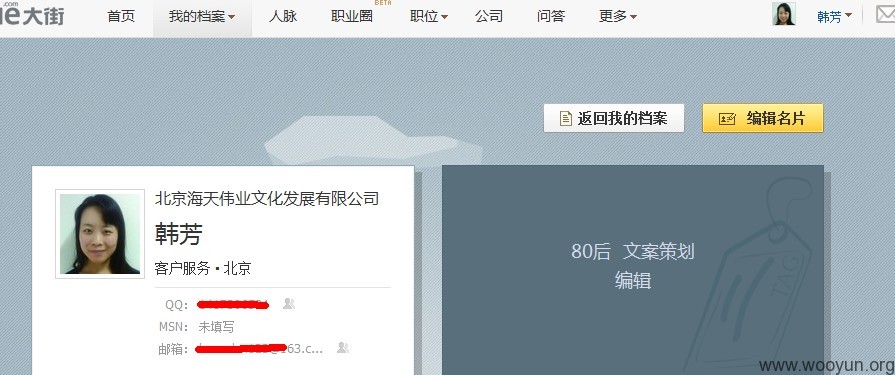 .com
e大街 首页 我的档案 人脉 职业圈 BETA 职位 公司 问答 更多 韩芳
返回我的档案 编辑名片
北京海天伟业文化发展有限公司
韩芳
客户服务·北京
QQ:
MSN: 未填写
邮箱: @163.c...
80后 文案策划
编辑
TAG
www.wooyun.org